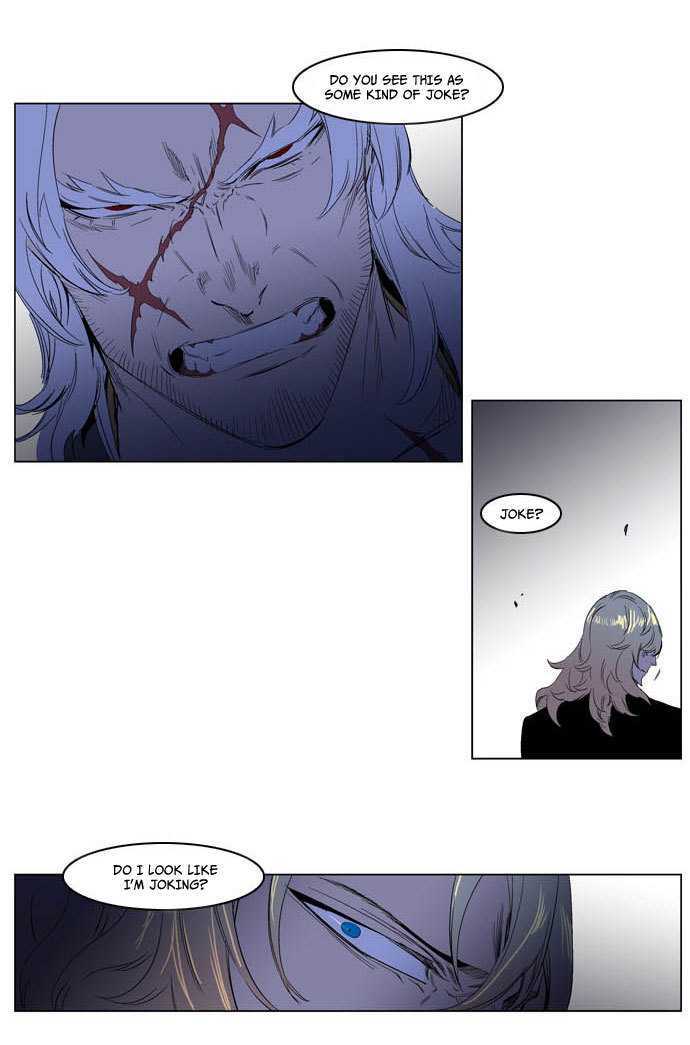 DO YOU SEE THIS AS
SOME KIND OF JOKE?
JOKE?
DO I LOOK LIKE
I'M JOKING?